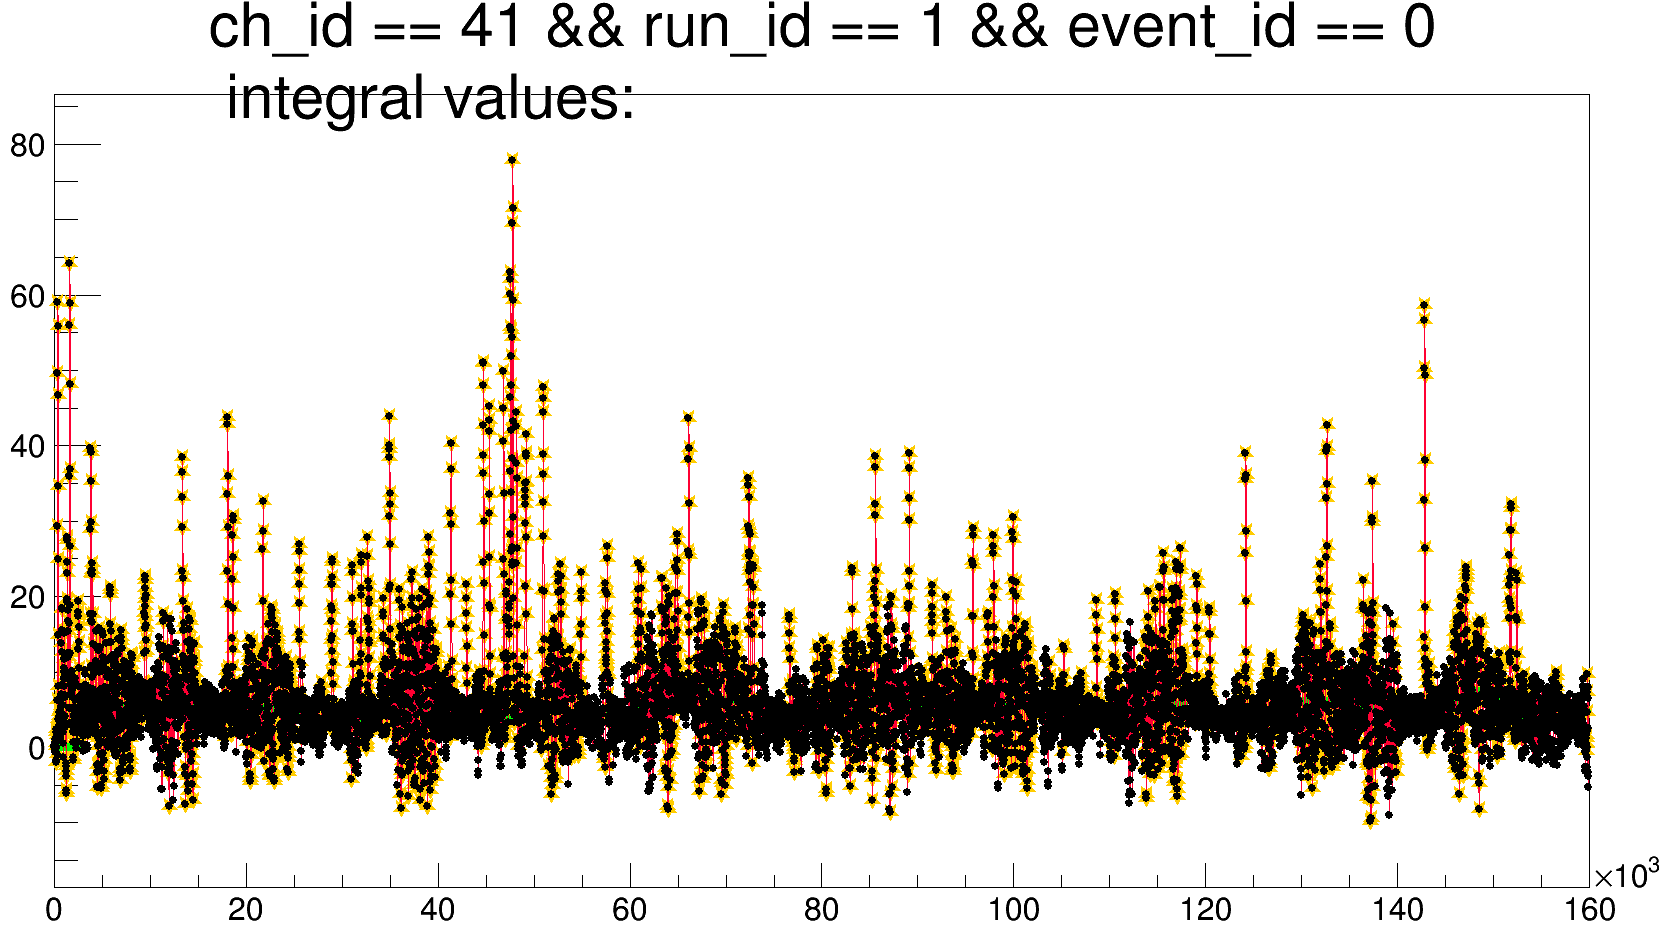 ch_id == 41 && run_id == 1 && event_id == 0
integral values:
80
60
40
20
0
×10³
0 20 40 60 80 100 120 140 160